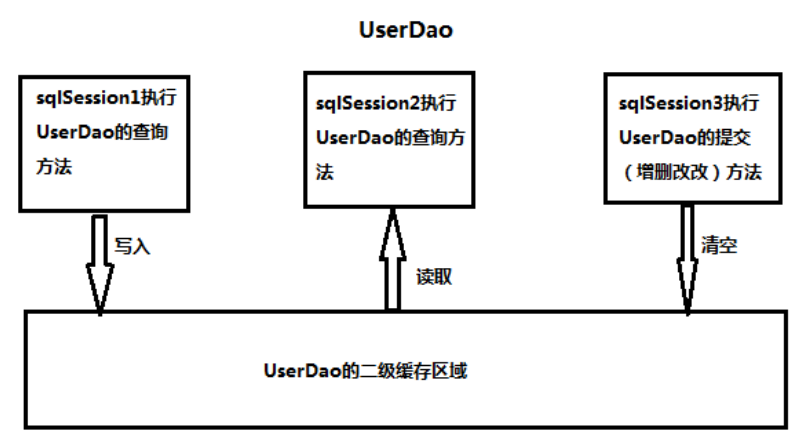 UserDao
sqlSession1执行
UserDao的查询
方法
sqlSession2执行
UserDao的查询方
法
sqlSession3执行
UserDao的提交
（增删改改）方法
写入
读取
清空
UserDao的二级缓存区域